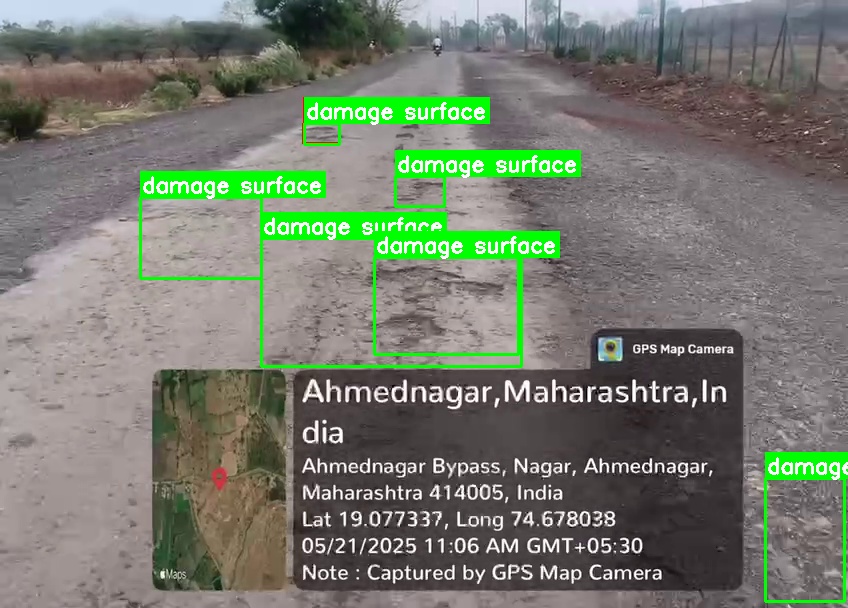 damage surface
damage surface
damage surface
damage surface
damage surface
GPS Map Camera
Ahmednagar,Maharashtra,In
dia
Ahmednagar Bypass, Nagar, Ahmednagar,
Maharashtra 414005, India
Lat 19.077337, Long 74.678038
05/21/2025 11:06 AM GMT+05:30
Note : Captured by GPS Map Camera
damage
Maps